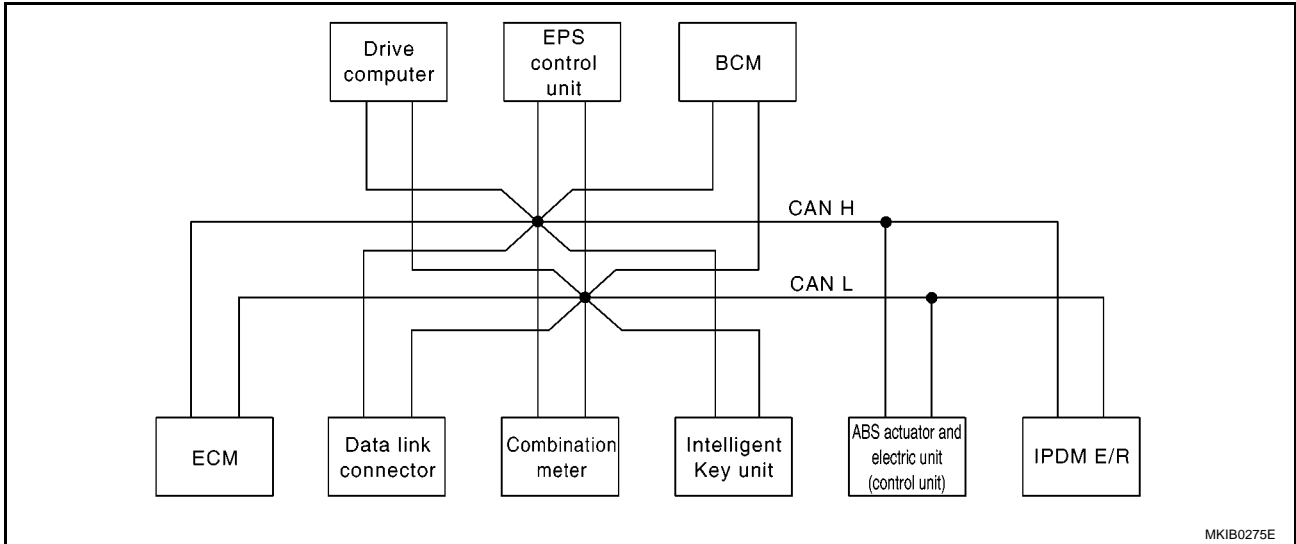 Drive
computer
EPS
control
unit
BCM
CAN H
CAN L
ECM
Data link
connector
Combination
meter
Intelligent
Key unit
ABS actuator and
electric unit
(control unit)
IPDM E/R
MKIB0275E